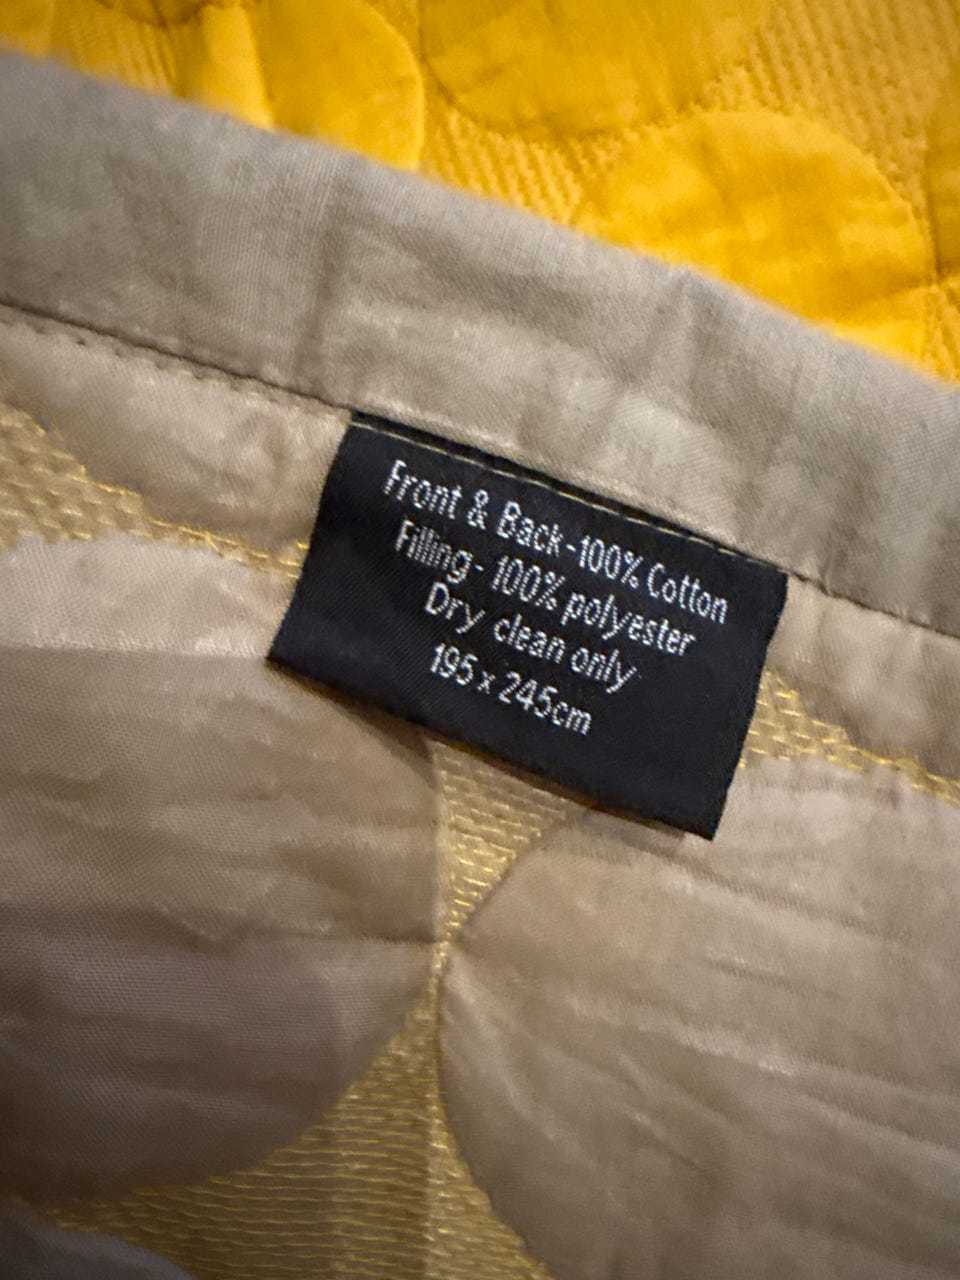 Front & Back-100% Cotton
Filling- 100% polyester
Dry clean only
195 x 245cm